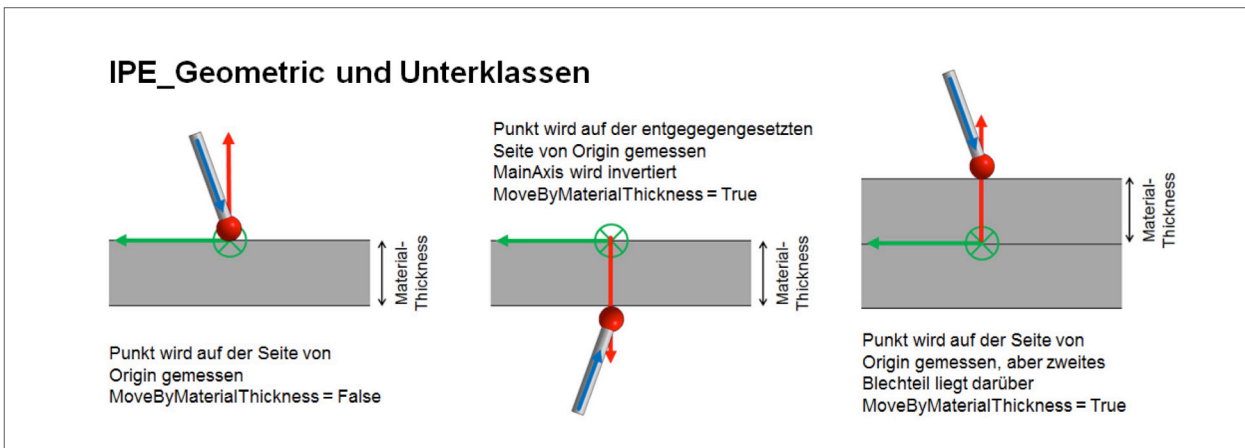 IPE_Geometric und Unterklassen
Material-
Thickness
Punkt wird auf der Seite von
Origin gemessen
MoveByMaterialThickness = False
Punkt wird auf der entgegegengesetzten
Seite von Origin gemessen
MainAxis wird invertiert
MoveByMaterialThickness = True
Material-
Thickness
Material-
Thickness
Punkt wird auf der Seite von
Origin gemessen, aber zweites
Blechteil liegt darüber
MoveByMaterialThickness = True